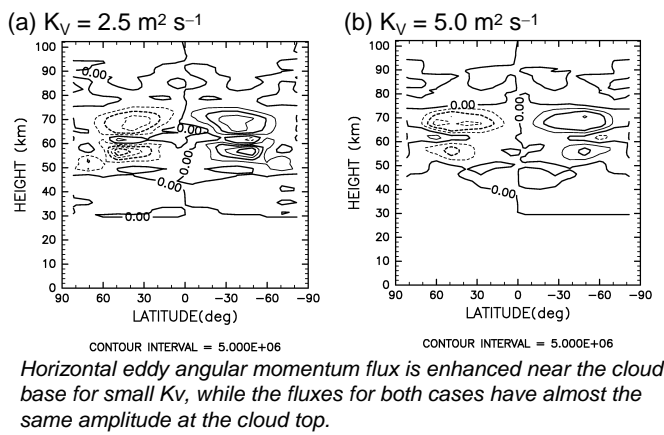 (a) K_V = 2.5 m² s⁻¹
(b) K_V = 5.0 m² s⁻¹
100
90
80
70
60
50
40
30
20
10
0
HEIGHT (km)
0.00
0.00
0.00
0.00
0.00
90 60 30 0 −30 −60 −90
LATITUDE(deg)
CONTOUR INTERVAL = 5.000E+06
100
90
80
70
60
50
40
30
20
10
0
HEIGHT (km)
0.00
0.00
0.00
0.00
90 60 30 0 −30 −60 −90
LATITUDE(deg)
CONTOUR INTERVAL = 5.000E+06
Horizontal eddy angular momentum flux is enhanced near the cloud
base for small Kv, while the fluxes for both cases have almost the
same amplitude at the cloud top.